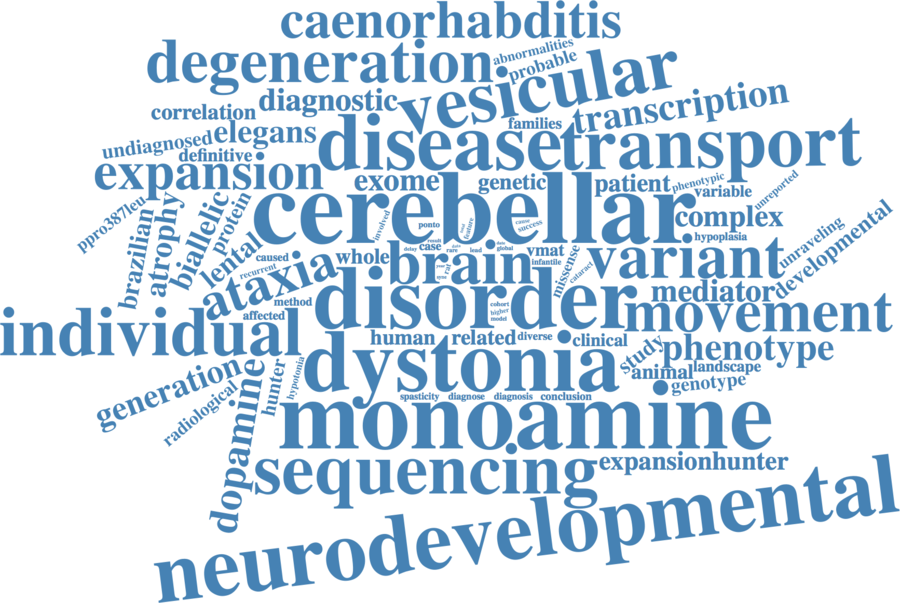 caenorhabditis
degeneration
abnormalities
probable
vesicular
correlation
diagnostic
transcription
families
undiagnosed
elegans
definitive
disease
transport
expansion
exome
genetic
patient
phenotypic
variable
unreported
ppro387leu
brazilian
atrophy
biallelic
protein
lental
cerebellar
involved
ponto
feature
cause
success
complex
hypoplasia
unraveling
developmental
caused
recurrent
ataxia
whole
result
case
delay
rare
lead
data
global
brain
vmat
infantile
missense
cataract
variant
method
affected
disorder
cohort
higher
model
mediator
movement
individual
human
related
diverse
clinical
study
phenotype
animal
landscape
genotype
generation
radiological
dopamine
hunter
hypotonia
dystonia
spasticity
diagnose
diagnosis
conclusion
monoamine
sequencing
expansionhunter
neurodevelopmental